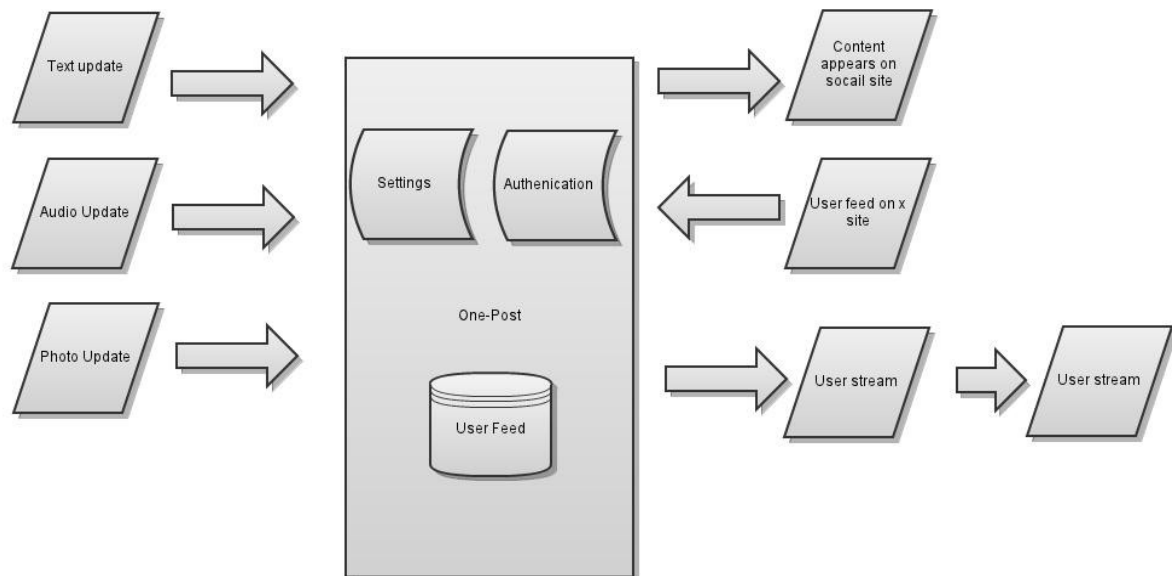 Text update
Audio Update
Photo Update
Settings
Authenication
One-Post
User Feed
Content
appears on
socail site
User feed on x
site
User stream
User stream